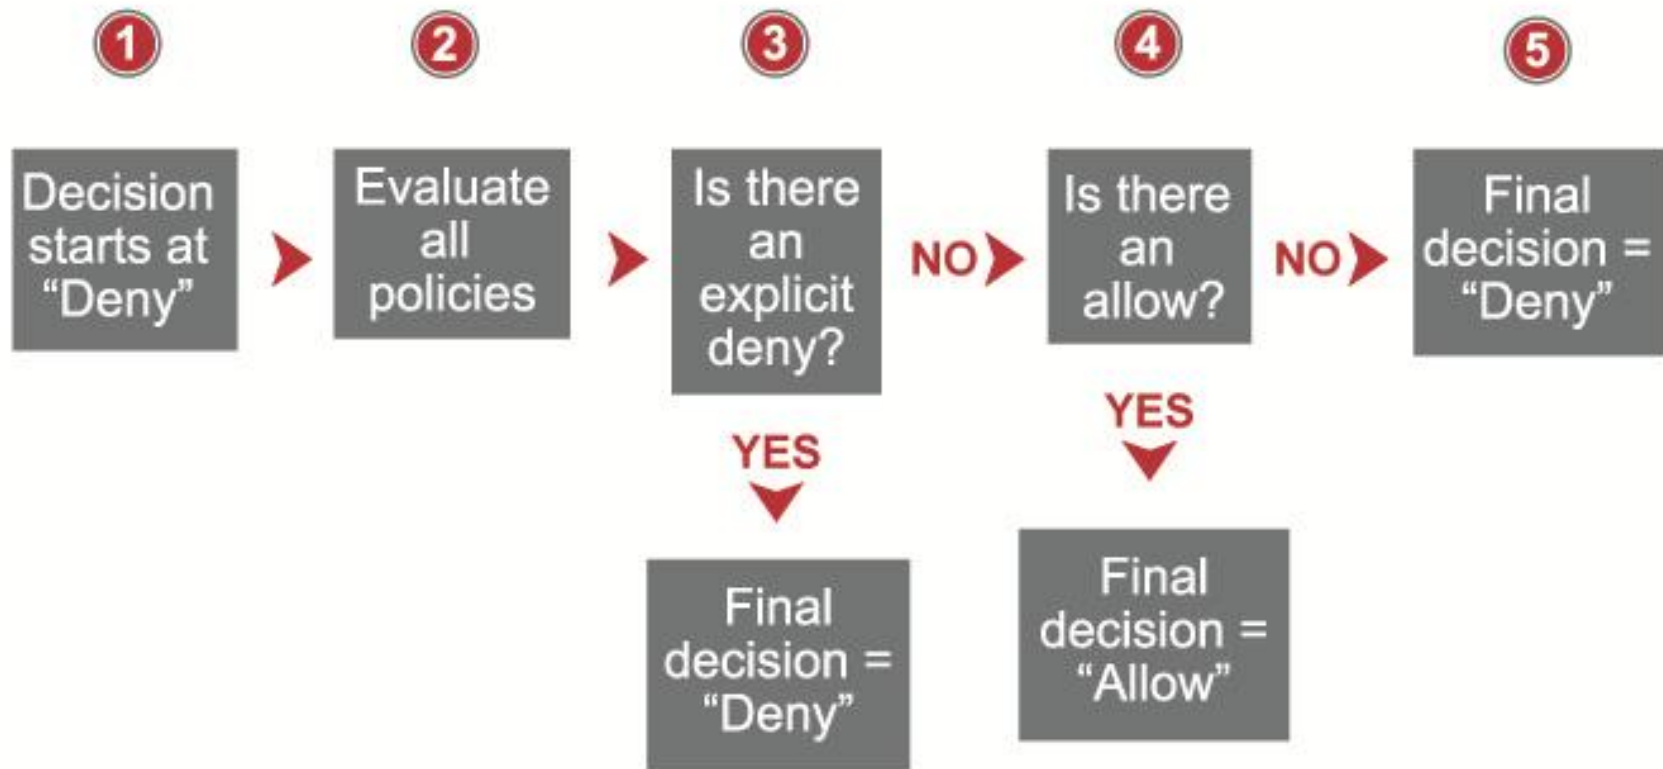 1
2
3
4
5
Decision
starts at
“Deny”
Evaluate
all
policies
Is there
an
explicit
deny?
NO
Is there
an
allow?
NO
Final
decision =
“Deny”
YES
YES
Final
decision =
“Deny”
Final
decision =
“Allow”